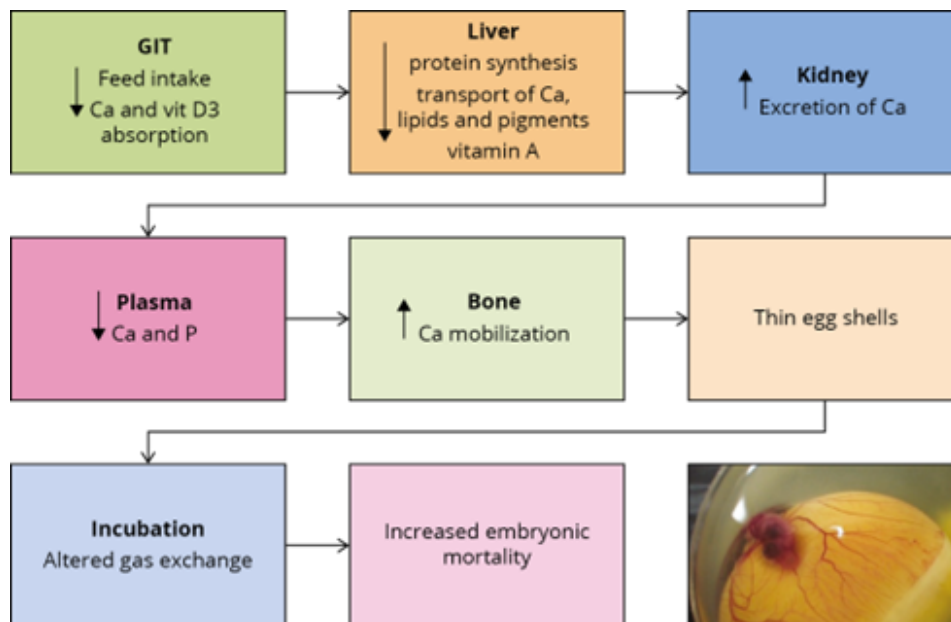 GIT
Feed intake
Ca and vit D3
absorption
Liver
protein synthesis
transport of Ca,
lipids and pigments
vitamin A
Kidney
Excretion of Ca
Plasma
Ca and P
Bone
Ca mobilization
Thin egg shells
Incubation
Altered gas exchange
Increased embryonic
mortality